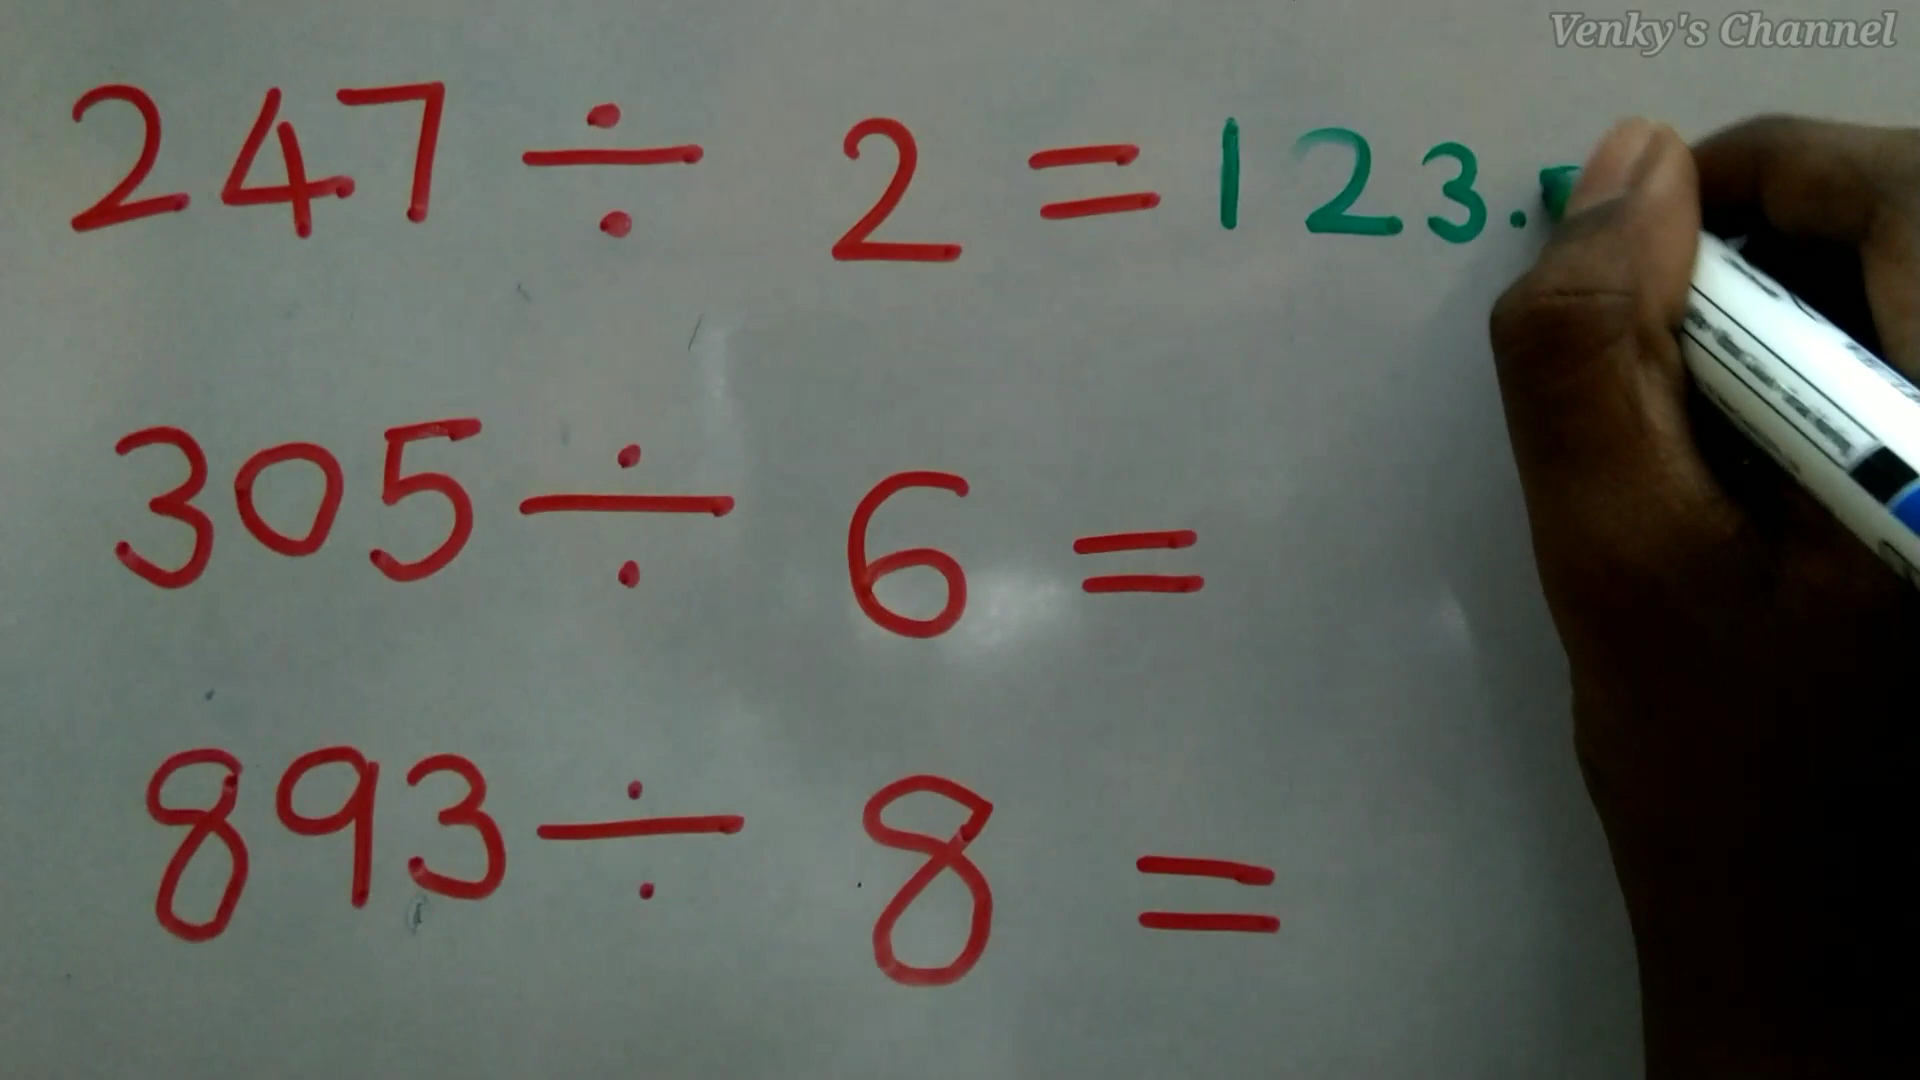 Venky's Channel
247 ÷ 2 = 123.
305 ÷ 6 =
893 ÷ 8 =